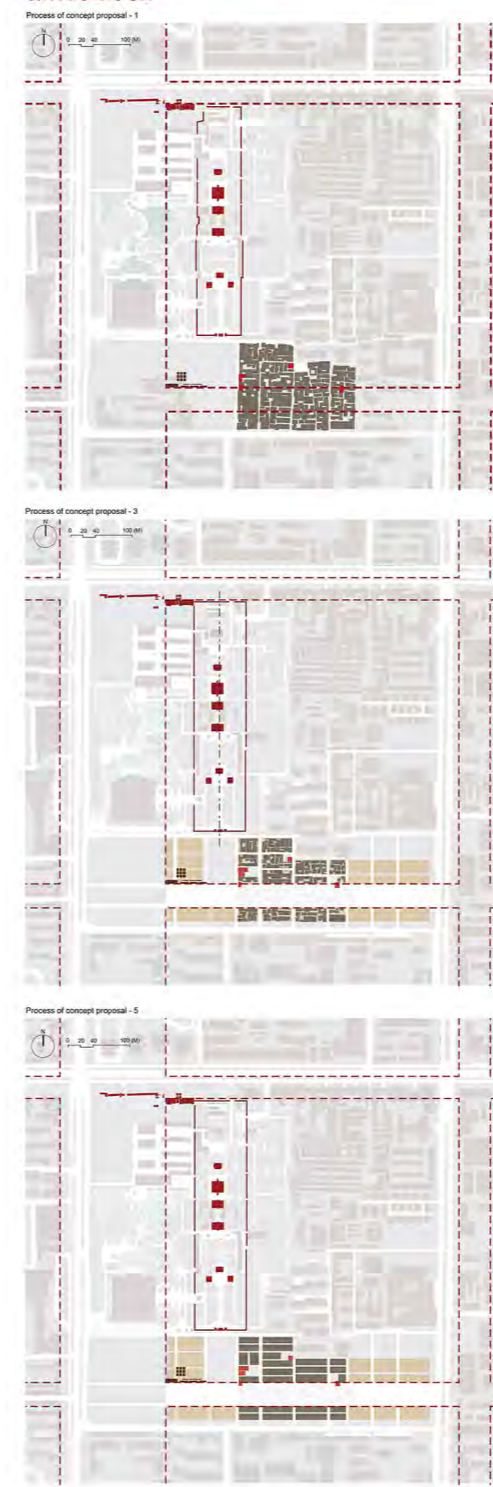 Process of concept proposal - 1
N
0 20 40 100 (M)
Process of concept proposal - 3
N
0 20 40 100 (M)
Process of concept proposal - 5
N
0 20 40 100 (M)